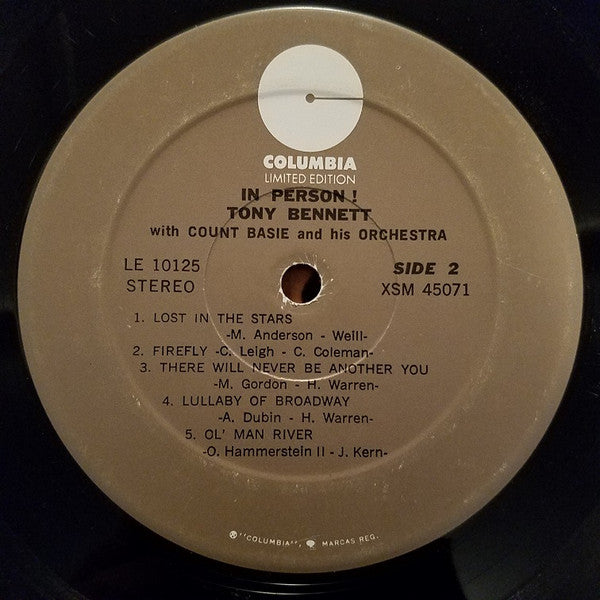 COLUMBIA
LIMITED EDITION
IN PERSON !
TONY BENNETT
with COUNT BASIE and his ORCHESTRA
LE 10125 SIDE 2
STEREO XSM 45071
1. LOST IN THE STARS
-M. Anderson - Weill-
2. FIREFLY -C. Leigh - C. Coleman-
3. THERE WILL NEVER BE ANOTHER YOU
-M. Gordon - H. Warren-
4. LULLABY OF BROADWAY
-A. Dubin - H. Warren-
5. OL' MAN RIVER
-O. Hammerstein II - J. Kern-
"COLUMBIA", MARCAS REG.